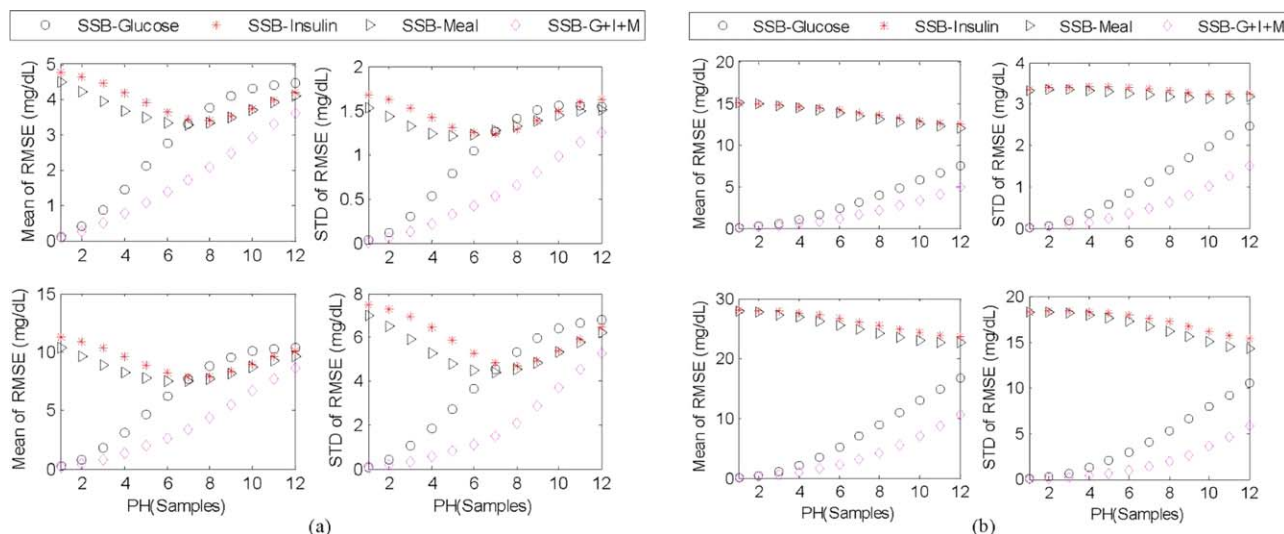 SSB-Glucose SSB-Insulin SSB-Meal SSB-G+I+M
SSB-Glucose SSB-Insulin SSB-Meal SSB-G+I+M
Mean of RMSE (mg/dL)
5
4
3
2
1
0
2 4 6 8 10 12
STD of RMSE (mg/dL)
2
1.5
1
0.5
0
2 4 6 8 10 12
Mean of RMSE (mg/dL)
20
15
10
5
0
2 4 6 8 10 12
STD of RMSE (mg/dL)
4
3
2
1
0
2 4 6 8 10 12
Mean of RMSE (mg/dL)
15
10
5
0
2 4 6 8 10 12
PH(Samples)
STD of RMSE (mg/dL)
8
6
4
2
0
2 4 6 8 10 12
PH(Samples)
(a)
Mean of RMSE (mg/dL)
30
20
10
0
2 4 6 8 10 12
PH(Samples)
STD of RMSE (mg/dL)
20
15
10
5
0
2 4 6 8 10 12
PH(Samples)
(b)